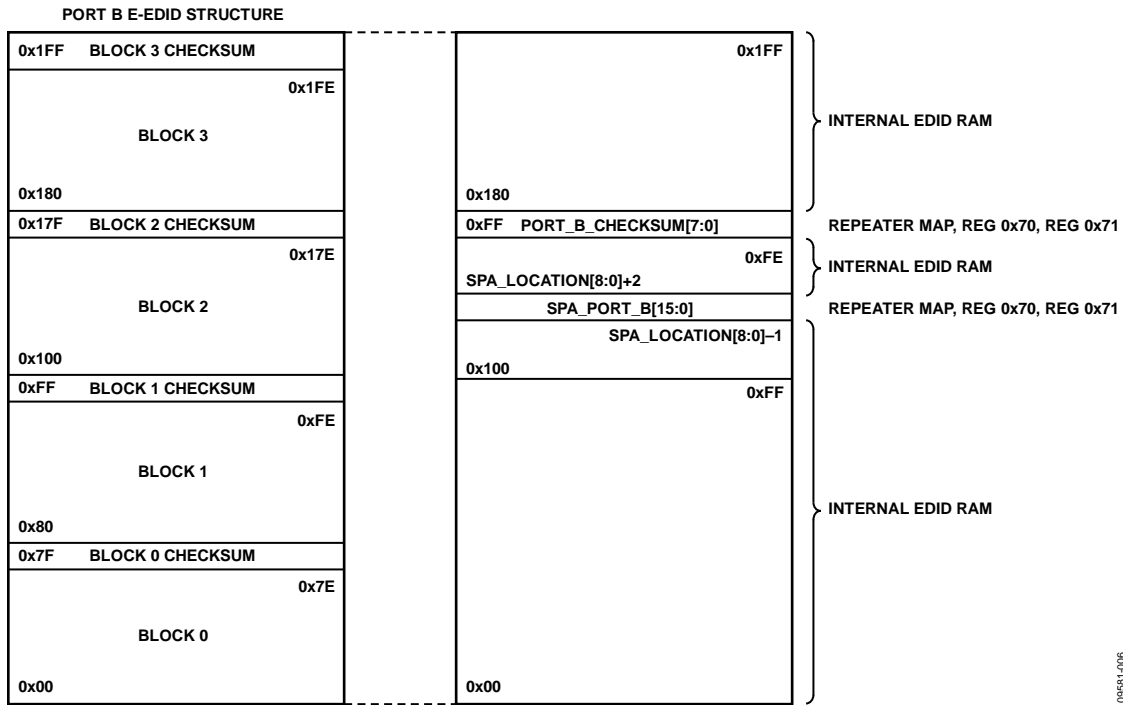 PORT B E-EDID STRUCTURE
0x1FF BLOCK 3 CHECKSUM
0x1FE
BLOCK 3
0x180
0x17F BLOCK 2 CHECKSUM
0x17E
BLOCK 2
0x100
0xFF BLOCK 1 CHECKSUM
0xFE
BLOCK 1
0x80
0x7F BLOCK 0 CHECKSUM
0x7E
BLOCK 0
0x00
0x1FF
0x180
0xFF PORT_B_CHECKSUM[7:0]
0xFE
SPA_LOCATION[8:0]+2
SPA_PORT_B[15:0]
SPA_LOCATION[8:0]–1
0x100
0xFF
0x00
INTERNAL EDID RAM
REPEATER MAP, REG 0x70, REG 0x71
INTERNAL EDID RAM
REPEATER MAP, REG 0x70, REG 0x71
INTERNAL EDID RAM
09581-006